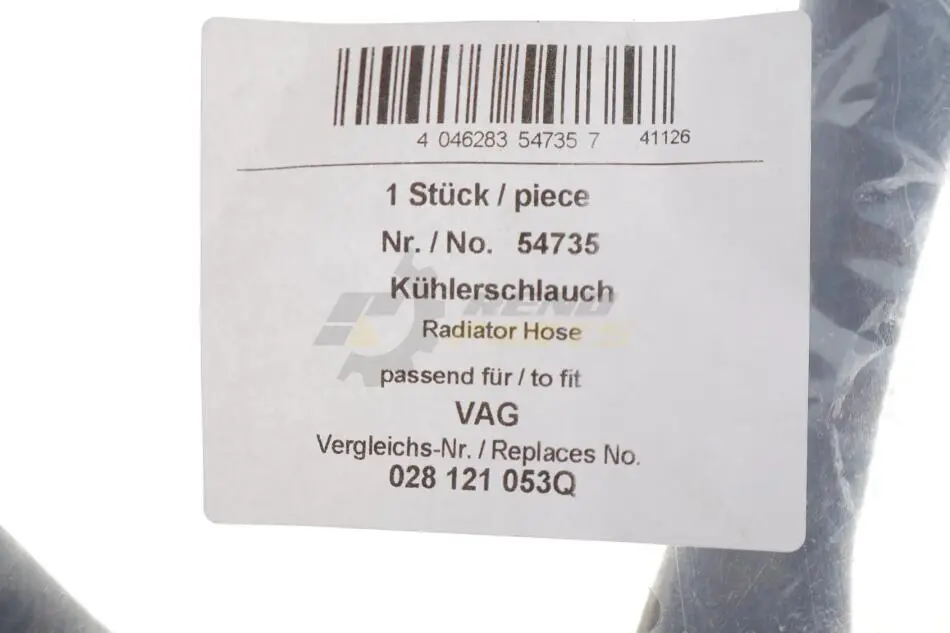 4 046283 54735 7 41126
1 Stück / piece
Nr. / No. 54735
Kühlerschlauch
Radiator Hose
passend für / to fit
VAG
Vergleichs-Nr. / Replaces No.
028 121 053Q